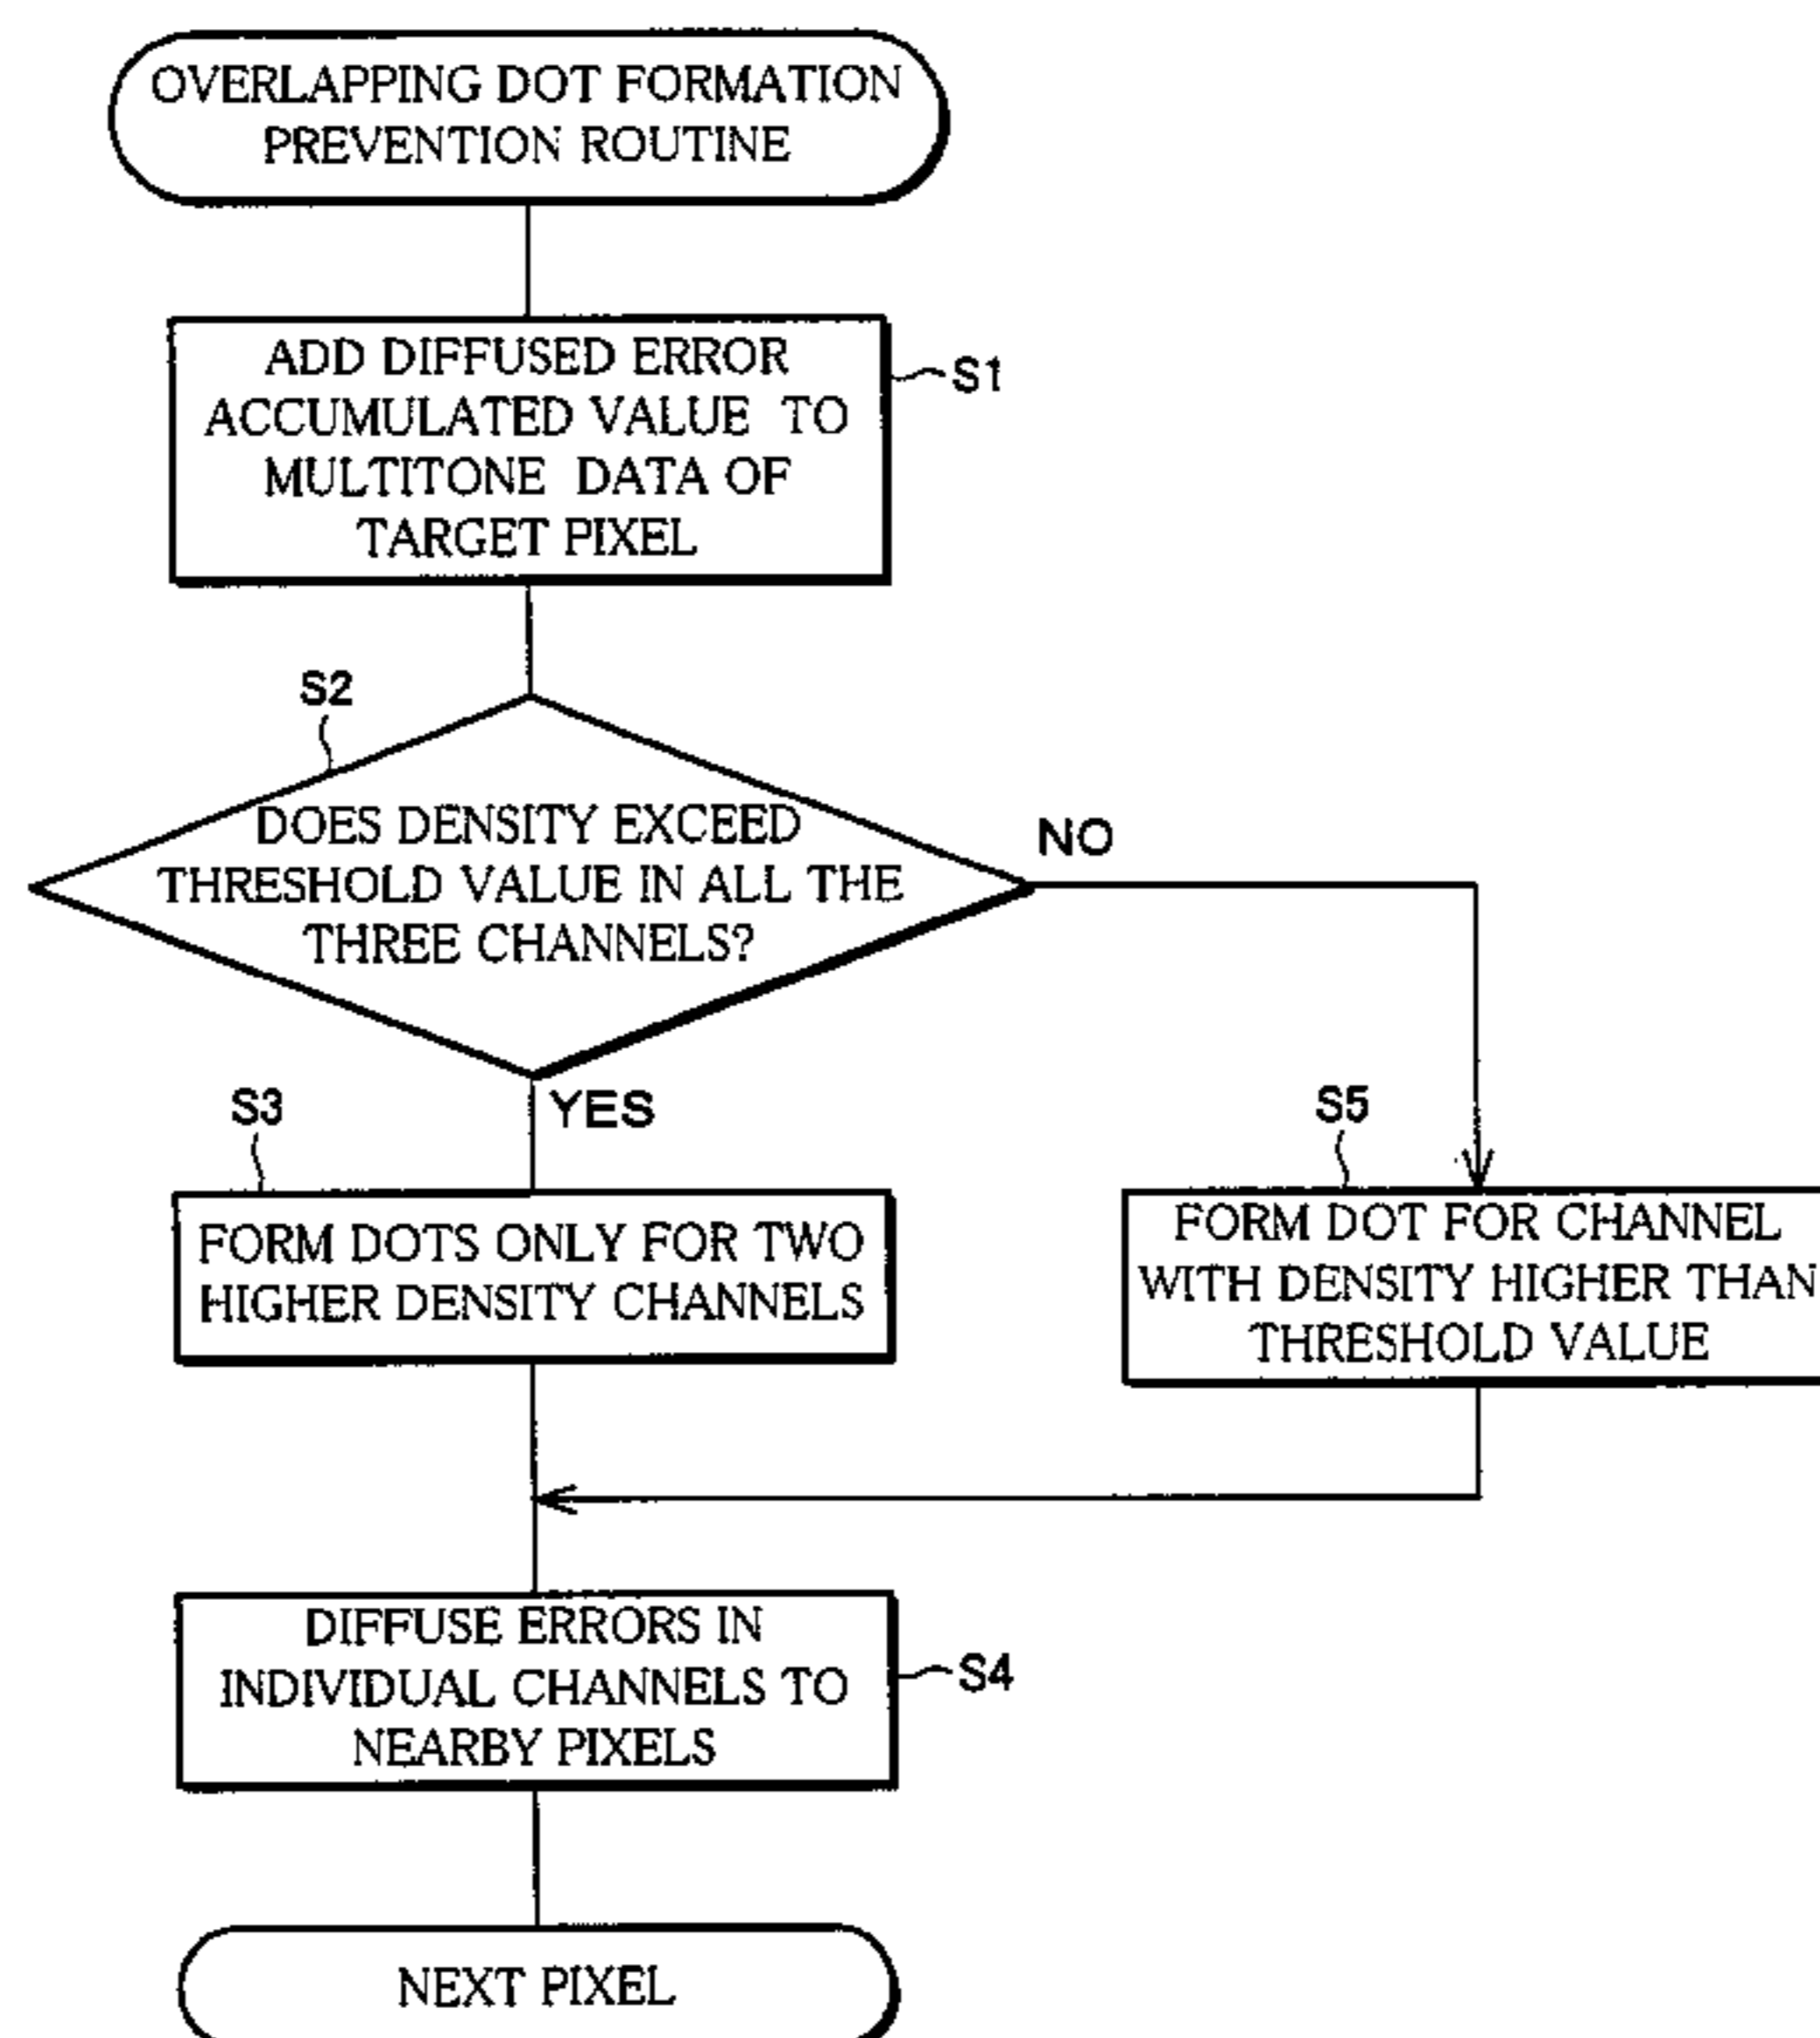 OVERLAPPING DOT FORMATION
PREVENTION ROUTINE
ADD DIFFUSED ERROR
ACCUMULATED VALUE TO
MULTITONE DATA OF
TARGET PIXEL
S1
S2
DOES DENSITY EXCEED
THRESHOLD VALUE IN ALL THE
THREE CHANNELS?
NO
YES
S3
FORM DOTS ONLY FOR TWO
HIGHER DENSITY CHANNELS
S5
FORM DOT FOR CHANNEL
WITH DENSITY HIGHER THAN
THRESHOLD VALUE
DIFFUSE ERRORS IN
INDIVIDUAL CHANNELS TO
NEARBY PIXELS
S4
NEXT PIXEL